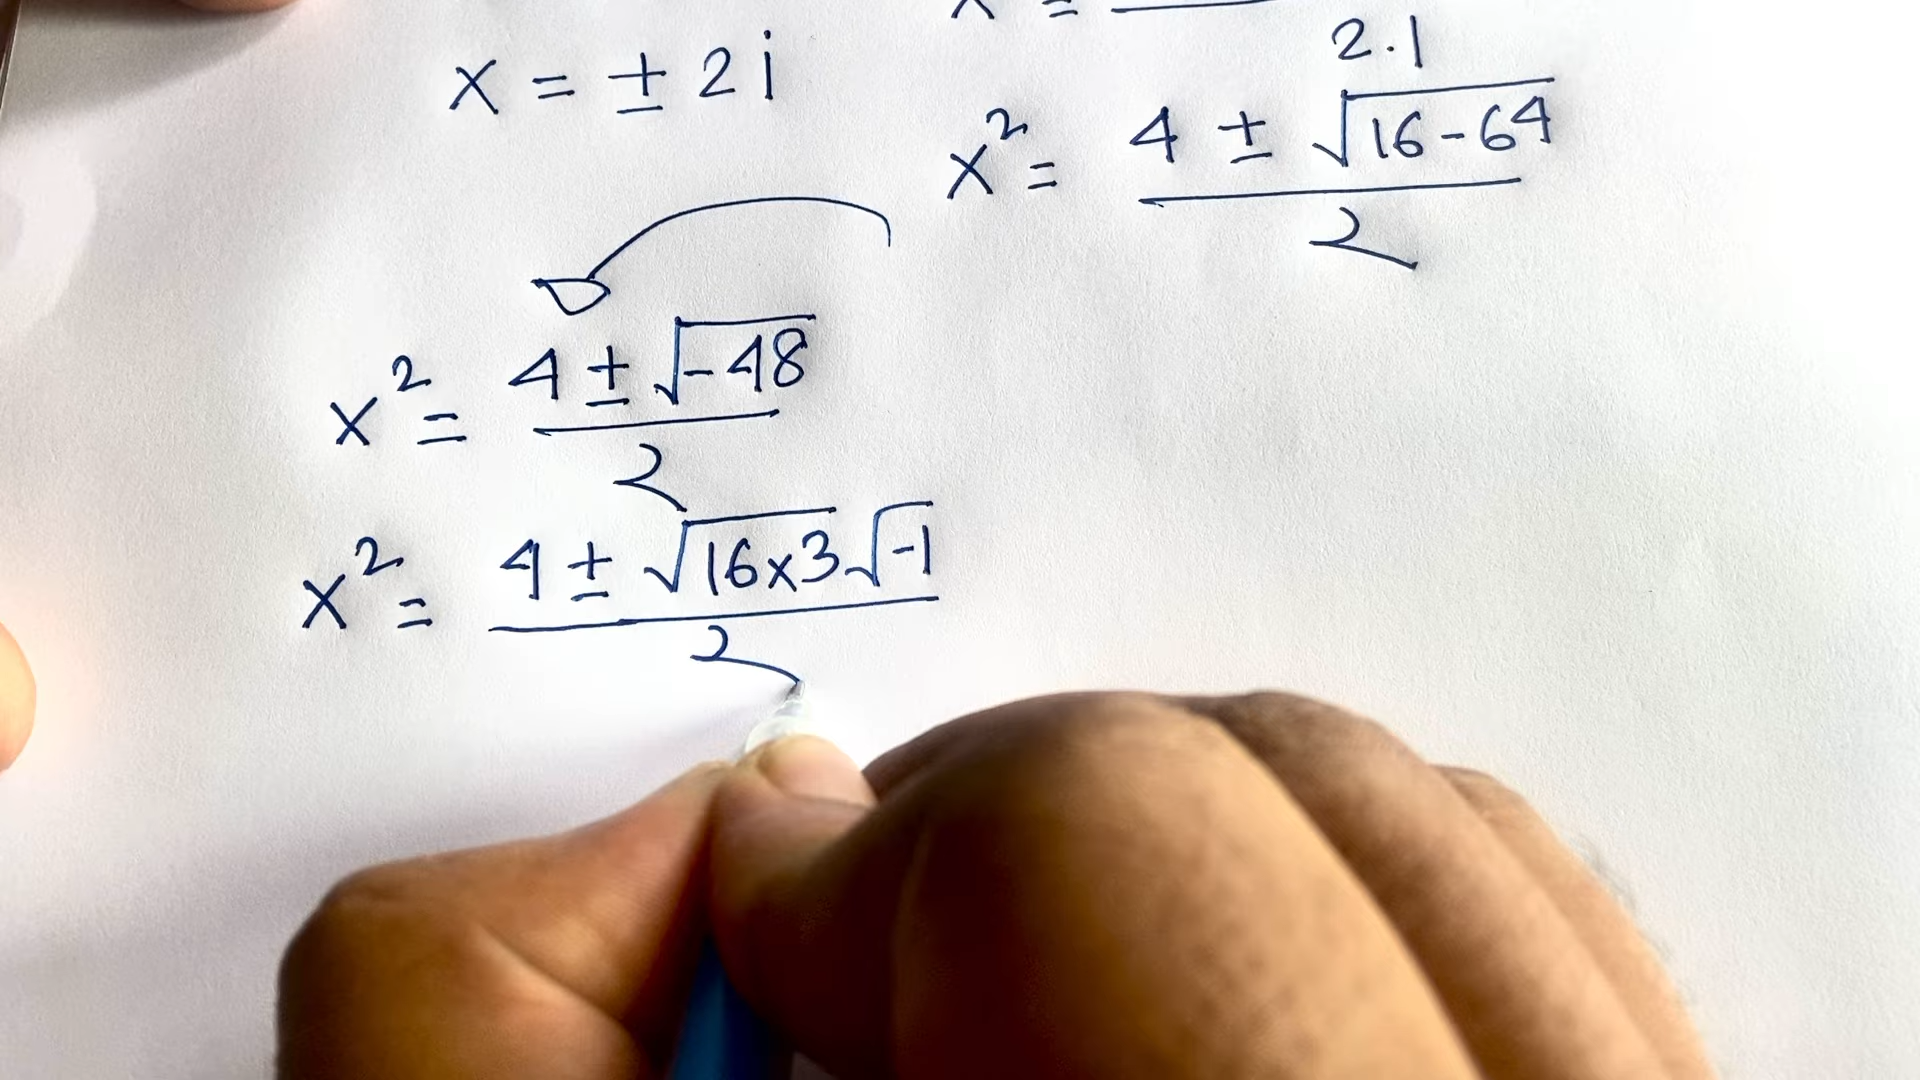 x = ± 2i
x =
2.1
x² = 4 ± √16-64
2
x² = 4 ± √-48
2
x² = 4 ± √16x3 √-1
2